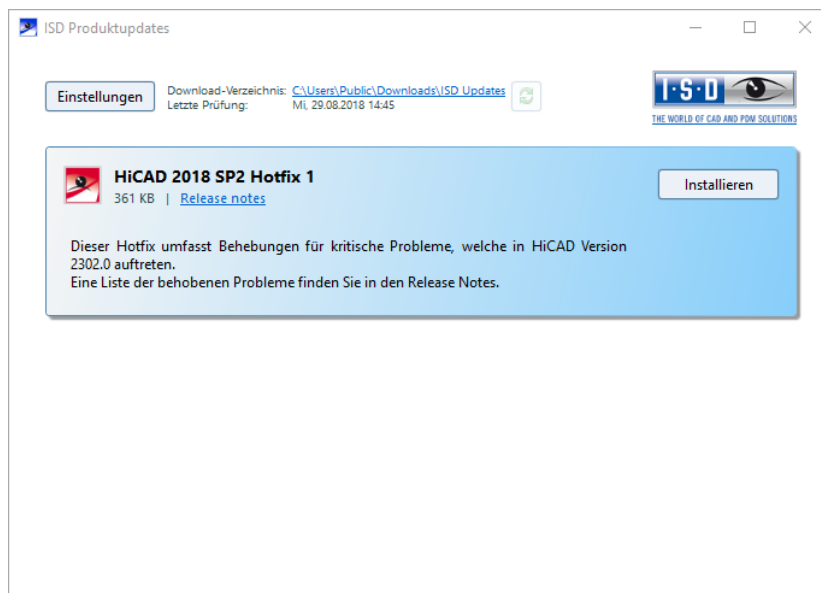 ISD Produktupdates
Einstellungen
Download-Verzeichnis: C:\Users\Public\Downloads\ISD Updates
Letzte Prüfung: Mi, 29.08.2018 14:45
I·S·D
THE WORLD OF CAD AND PDM SOLUTIONS
HiCAD 2018 SP2 Hotfix 1
361 KB | Release notes
Installieren
Dieser Hotfix umfasst Behebungen für kritische Probleme, welche in HiCAD Version
2302.0 auftreten.
Eine Liste der behobenen Probleme finden Sie in den Release Notes.